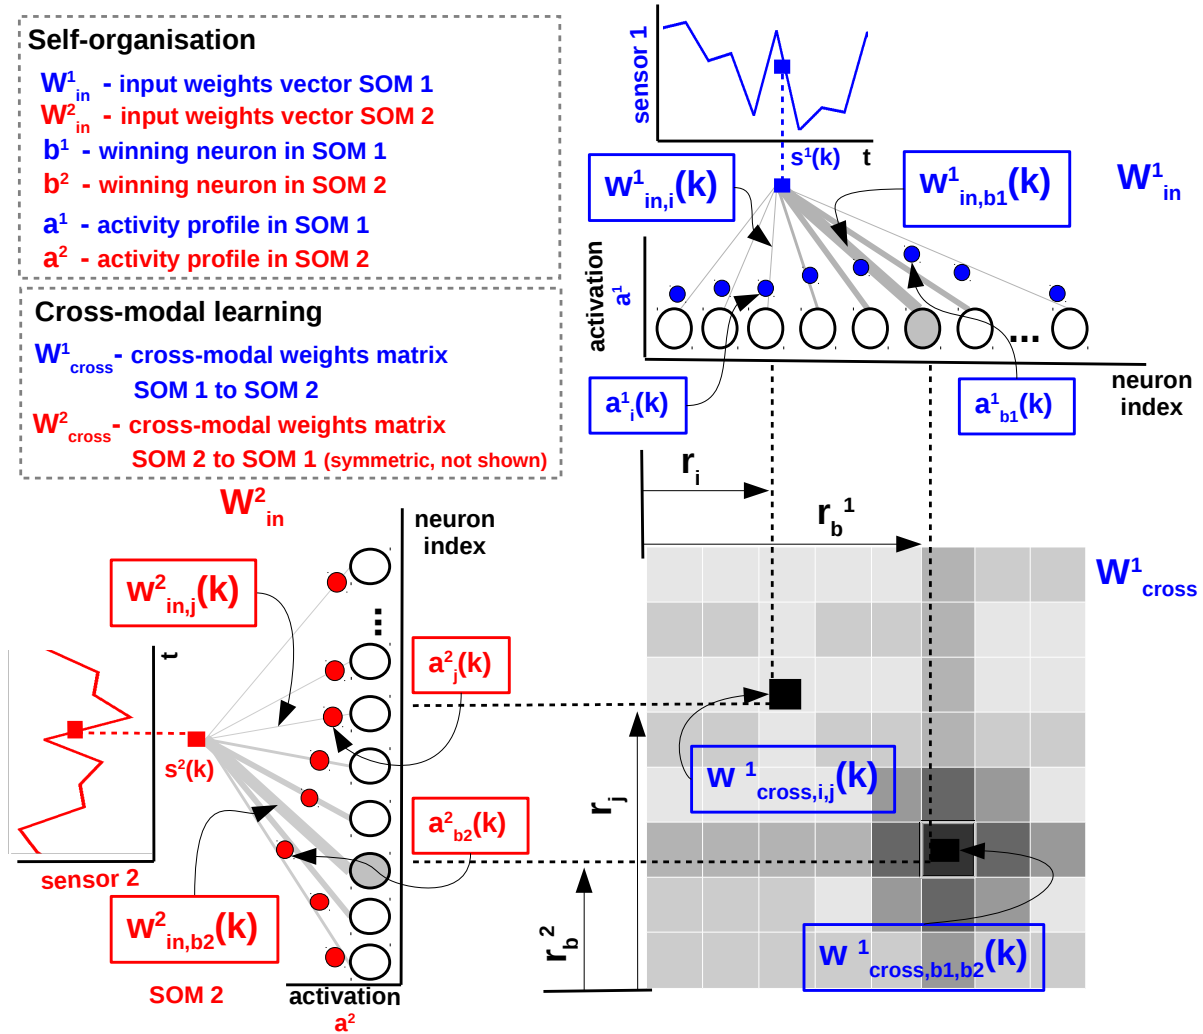 Self-organisation
W¹in - input weights vector SOM 1
W²in - input weights vector SOM 2
b¹ - winning neuron in SOM 1
b² - winning neuron in SOM 2
a¹ - activity profile in SOM 1
a² - activity profile in SOM 2
Cross-modal learning
W¹cross - cross-modal weights matrix
SOM 1 to SOM 2
W²cross - cross-modal weights matrix
SOM 2 to SOM 1 (symmetric, not shown)
sensor 1
t
s¹(k)
w¹in,i(k)
w¹in,b1(k)
W¹in
activation
a¹
...
a¹i(k)
a¹b1(k)
neuron
index
W²in
neuron
index
w²in,j(k)
...
a²j(k)
t
s²(k)
sensor 2
a²b2(k)
w²in,b2(k)
SOM 2
activation
a²
ri
rb¹
W¹cross
w¹cross,i,j(k)
rj
rb²
w¹cross,b1,b2(k)